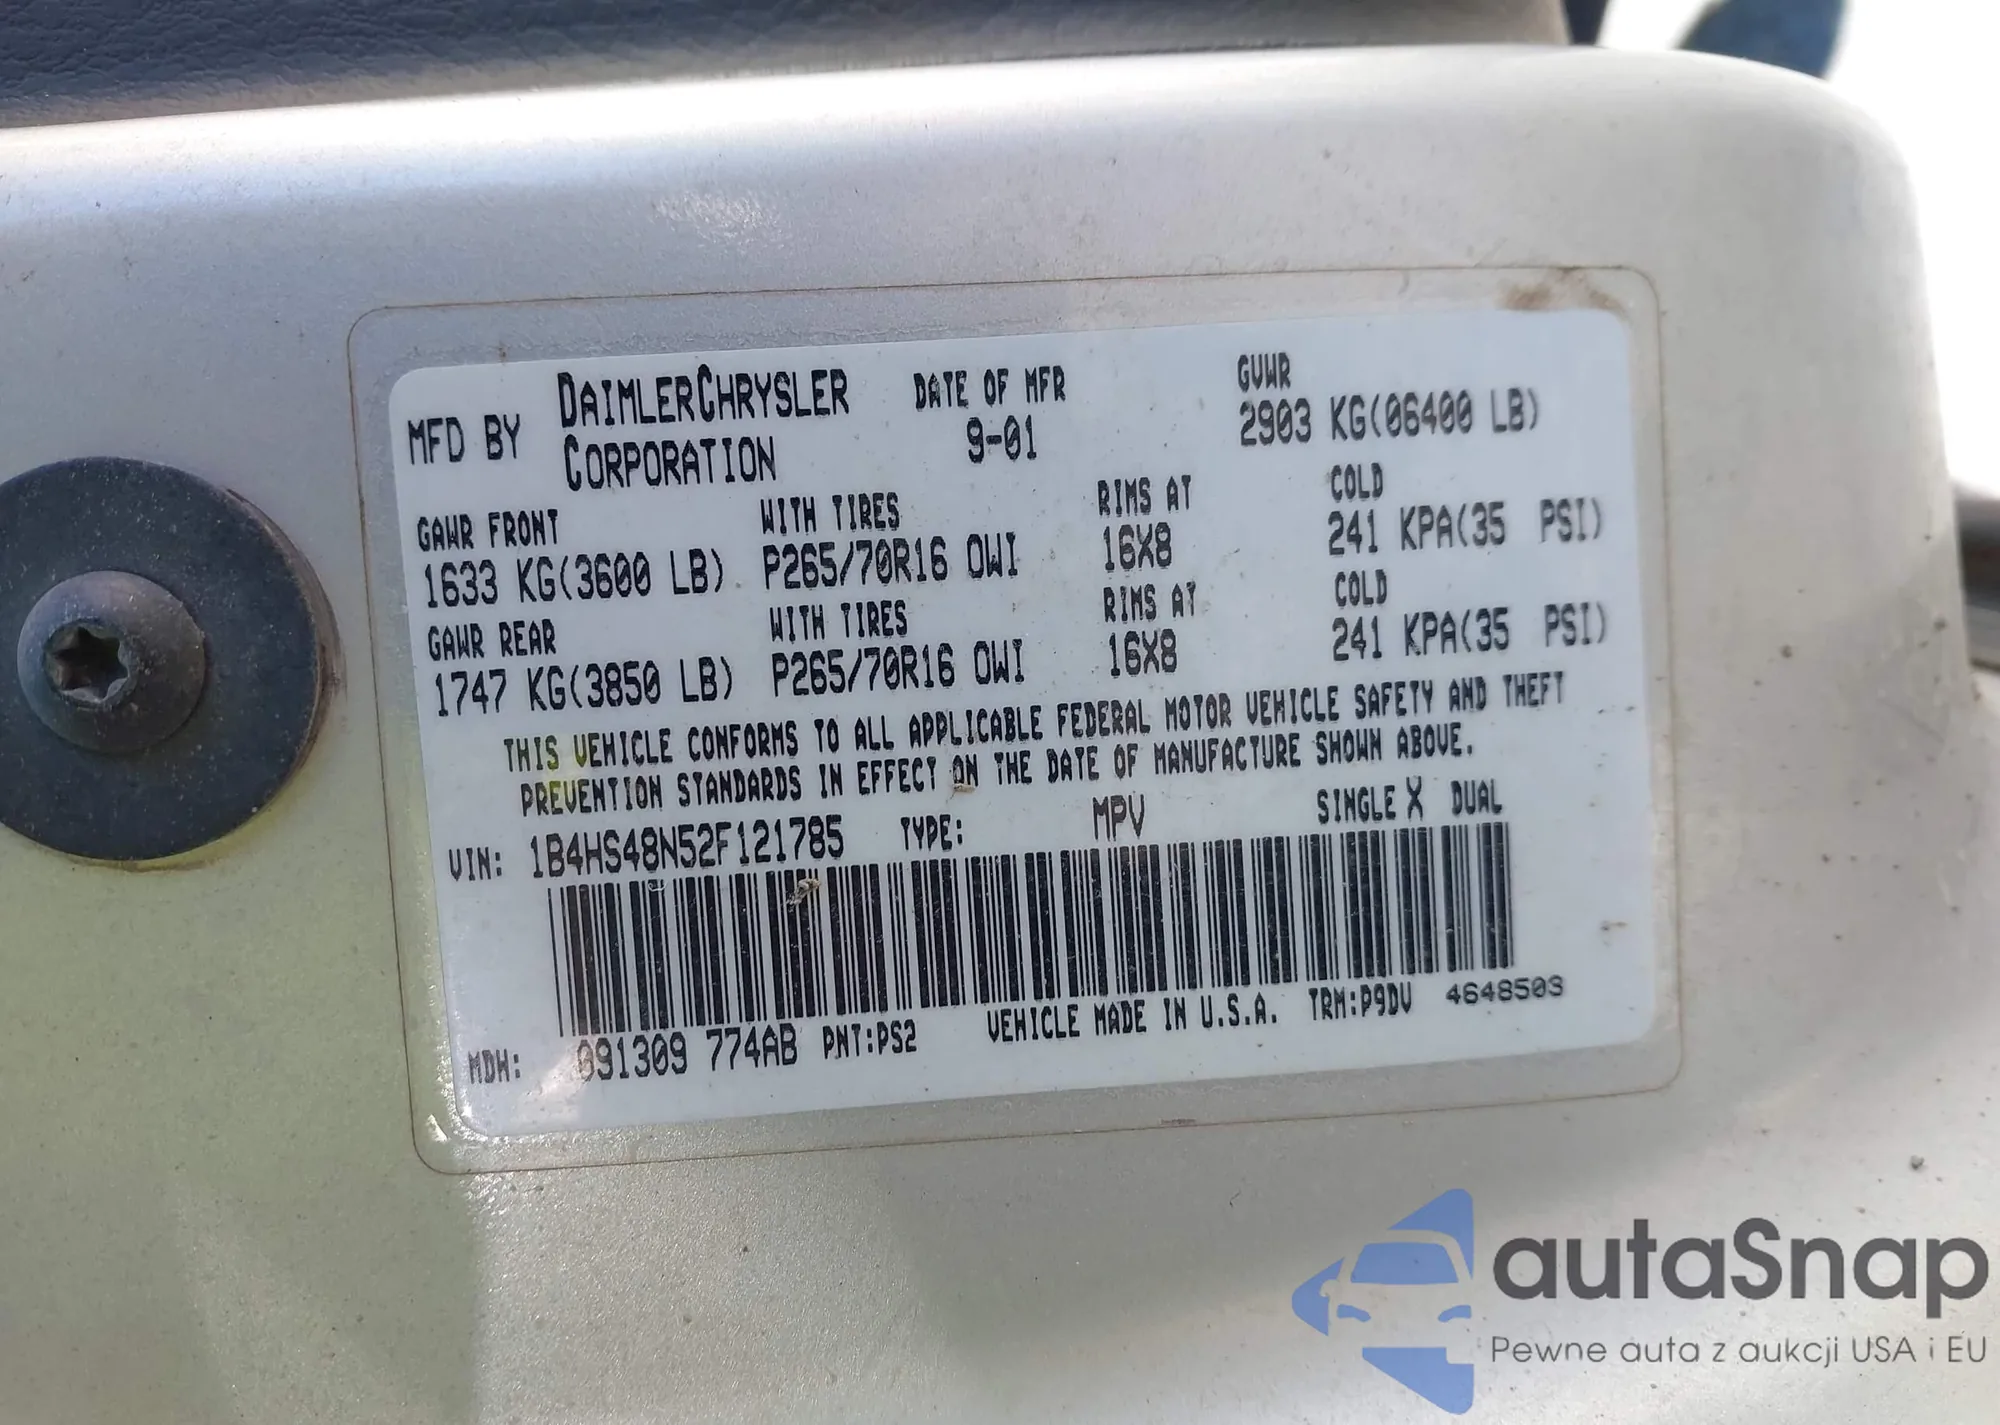 MFD BY DAIMLERCHRYSLER CORPORATION DATE OF MFR 9-01 GVWR 2903 KG(06400 LB)
GAWR FRONT WITH TIRES RIMS AT COLD
1633 KG(3600 LB) P265/70R16 OWI 16X8 241 KPA(35 PSI)
GAWR REAR WITH TIRES RIMS AT COLD
1747 KG(3850 LB) P265/70R16 OWI 16X8 241 KPA(35 PSI)
THIS VEHICLE CONFORMS TO ALL APPLICABLE FEDERAL MOTOR VEHICLE SAFETY AND THEFT
PREVENTION STANDARDS IN EFFECT ON THE DATE OF MANUFACTURE SHOWN ABOVE.
VIN: 1B4HS48N52F121785 TYPE: MPV SINGLE X DUAL
MDH: 091309 774AB PNT:PS2 VEHICLE MADE IN U.S.A. TRM:P9DV 4648503
autaSnap
Pewne auta z aukcji USA i EU